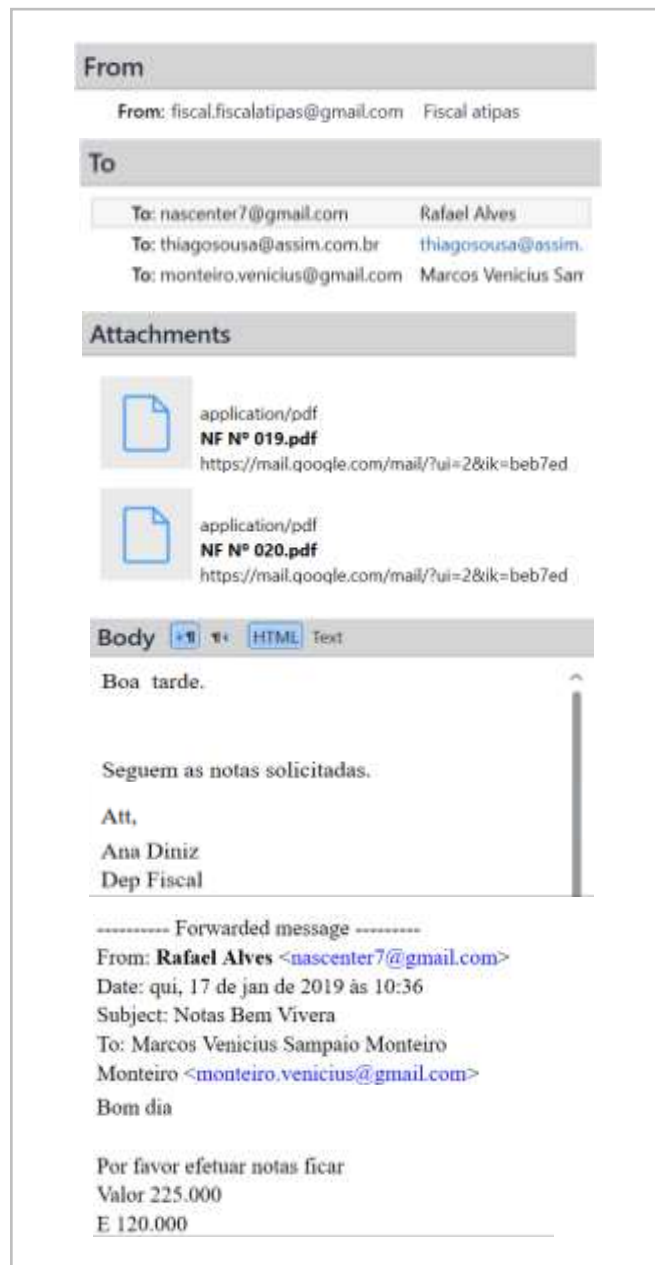 From
From: fiscal.fiscalatipas@gmail.com Fiscal atipas
To
To: nascenter7@gmail.com Rafael Alves
To: thiagosousa@assim.com.br thiagosousa@assim.
To: monteiro.venicius@gmail.com Marcos Venicius Sam
Attachments
application/pdf
NF Nº 019.pdf
https://mail.google.com/mail/?ui=2&ik=beb7ed
application/pdf
NF Nº 020.pdf
https://mail.google.com/mail/?ui=2&ik=beb7ed
Body HTML Text
Boa tarde.
Seguem as notas solicitadas.
Att,
Ana Diniz
Dep Fiscal
---------- Forwarded message ---------
From: Rafael Alves <nascenter7@gmail.com>
Date: qui, 17 de jan de 2019 às 10:36
Subject: Notas Bem Vivera
To: Marcos Venicius Sampaio Monteiro
Monteiro <monteiro.venicius@gmail.com>
Bom dia
Por favor efetuar notas ficar
Valor 225.000
E 120.000